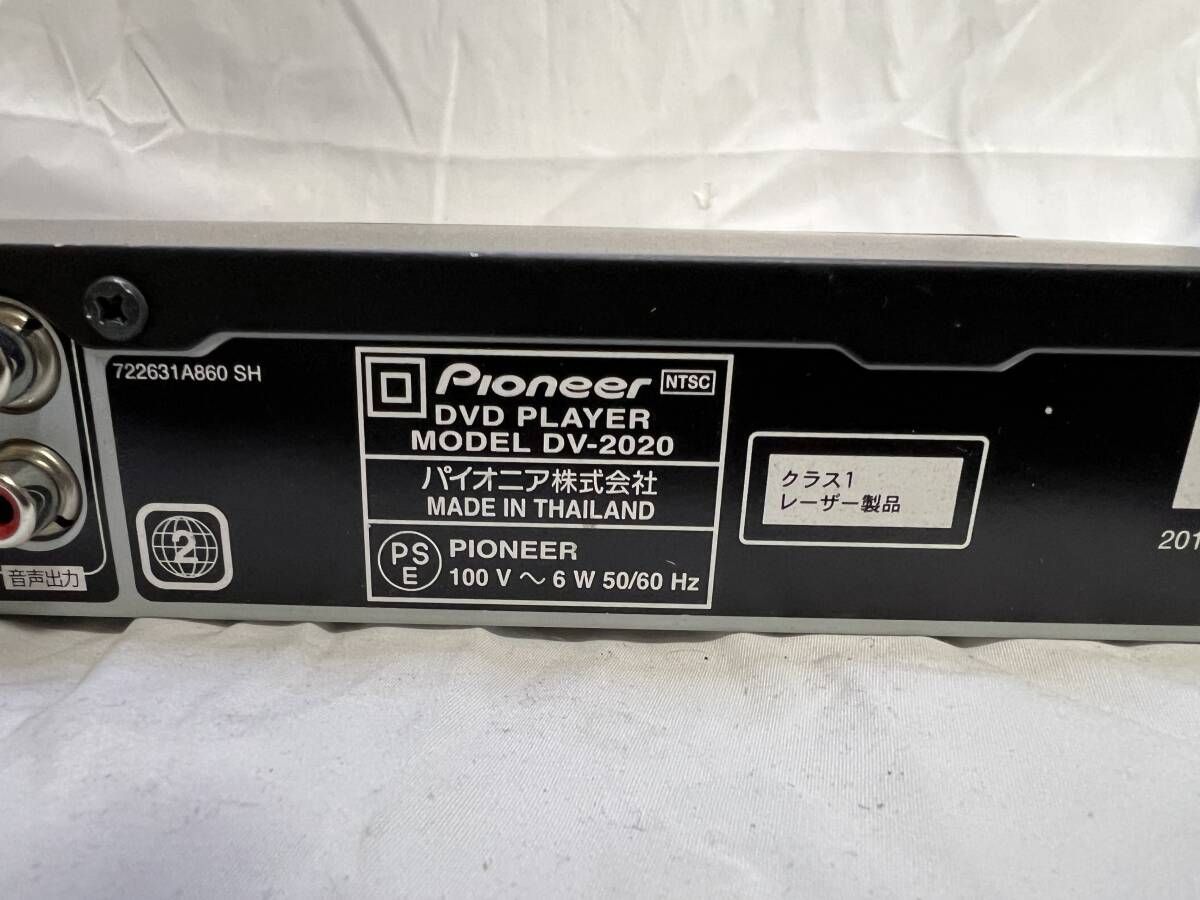 722631A860 SH
Pioneer NTSC
DVD PLAYER
MODEL DV-2020
パイオニア株式会社
MADE IN THAILAND
PS
E
PIONEER
100 V ～ 6 W 50/60 Hz
2
音声出力
クラス1
レーザー製品
201